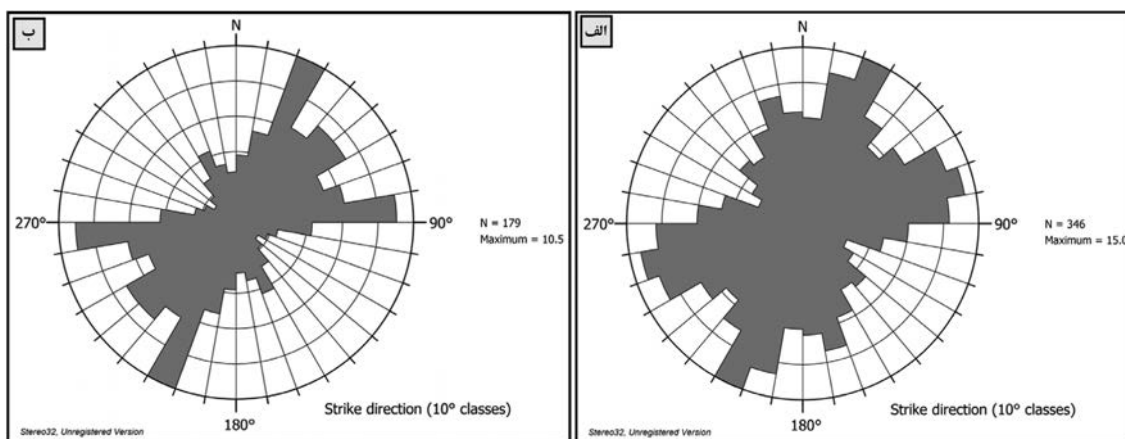 ب
N
270°
90°
N = 179
Maximum = 10.5
Strike direction (10° classes)
180°
Stereo32, Unregistered Version
الف
N
270°
90°
N = 346
Maximum = 15.0
Strike direction (10° classes)
180°
Stereo32, Unregistered Version